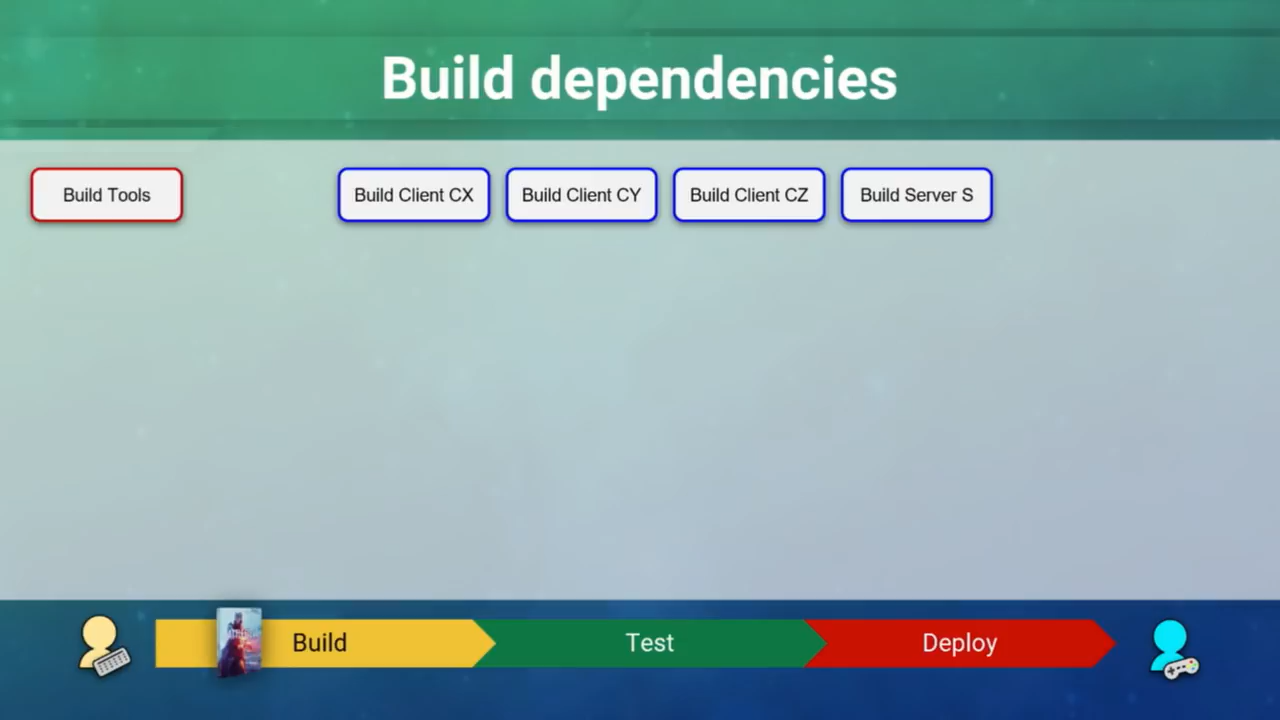 Build dependencies
Build Tools
Build Client CX
Build Client CY
Build Client CZ
Build Server S
Build
Test
Deploy